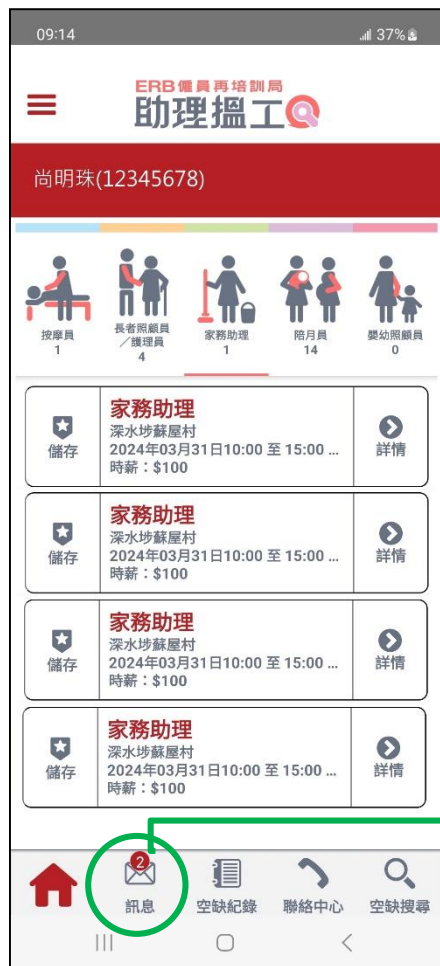 09:14
37%
ERB僱員再培訓局
助理搵工
尚明珠(12345678)
按摩員
1
長者照顧員
／護理員
4
家務助理
1
陪月員
14
嬰幼照顧員
0
儲存
家務助理
深水埗蘇屋村
2024年03月31日10:00 至 15:00 ...
時薪：$100
詳情
儲存
家務助理
深水埗蘇屋村
2024年03月31日10:00 至 15:00 ...
時薪：$100
詳情
儲存
家務助理
深水埗蘇屋村
2024年03月31日10:00 至 15:00 ...
時薪：$100
詳情
儲存
家務助理
深水埗蘇屋村
2024年03月31日10:00 至 15:00 ...
時薪：$100
詳情
2
訊息
空缺紀錄
聯絡中心
空缺搜尋